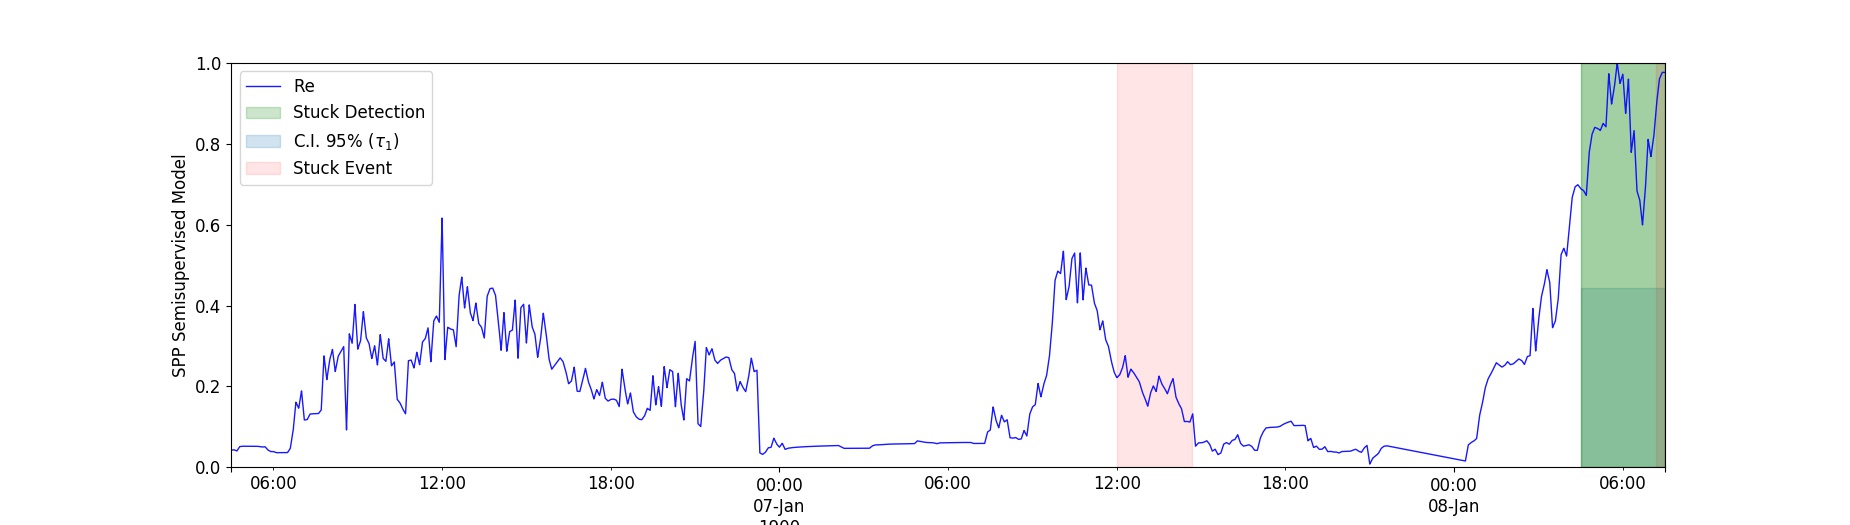 SPP Semisupervised Model
1.0
0.8
0.6
0.4
0.2
0.0
Re
Stuck Detection
C.I. 95% (τ₁)
Stuck Event
06:00 12:00 18:00 00:00 06:00 12:00 18:00 00:00 06:00
07-Jan 08-Jan
1900